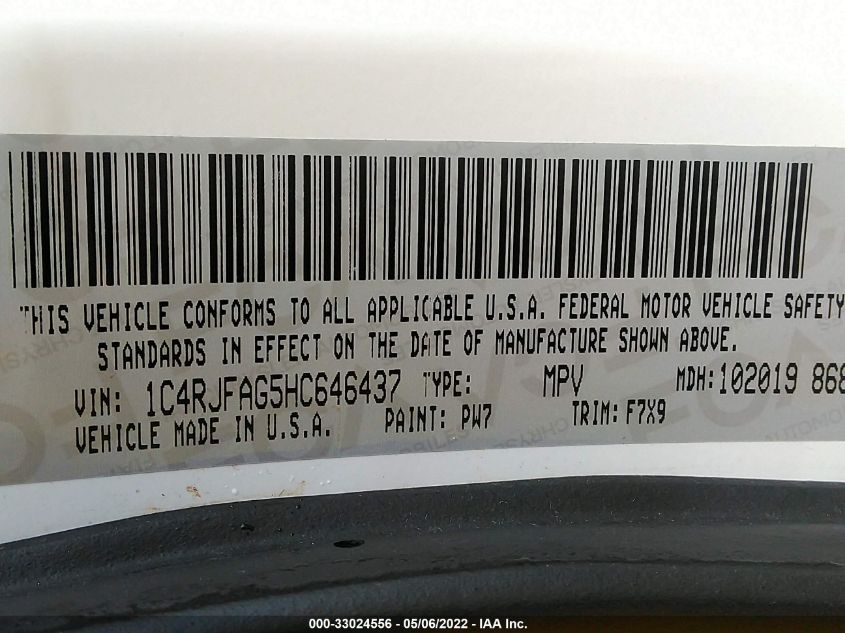 THIS VEHICLE CONFORMS TO ALL APPLICABLE U.S.A. FEDERAL MOTOR VEHICLE SAFETY
STANDARDS IN EFFECT ON THE DATE OF MANUFACTURE SHOWN ABOVE.
VIN: 1C4RJFAG5HC646437 TYPE: MPV MDH:102019 868
VEHICLE MADE IN U.S.A. PAINT: PW7 TRIM: F7X9
000-33024556 - 05/06/2022 - IAA Inc.